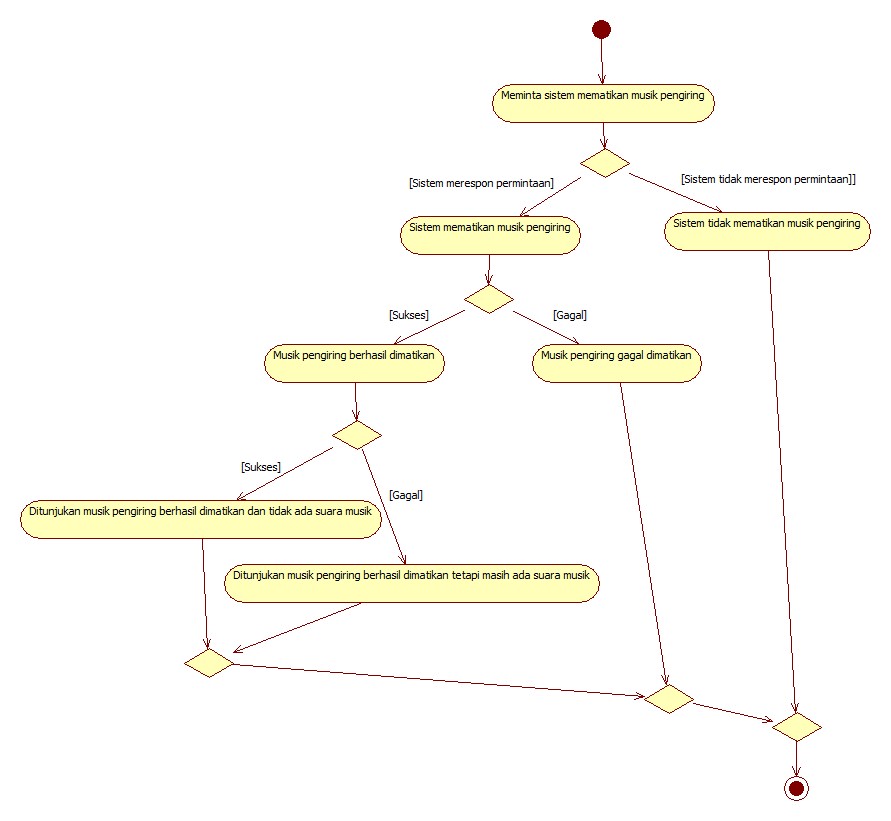 Meminta sistem mematikan musik pengiring
[Sistem merespon permintaan]
[Sistem tidak merespon permintaan]]
Sistem mematikan musik pengiring
Sistem tidak mematikan musik pengiring
[Sukses]
[Gagal]
Musik pengiring berhasil dimatikan
Musik pengiring gagal dimatikan
[Sukses]
[Gagal]
Ditunjukan musik pengiring berhasil dimatikan dan tidak ada suara musik
Ditunjukan musik pengiring berhasil dimatikan tetapi masih ada suara musik